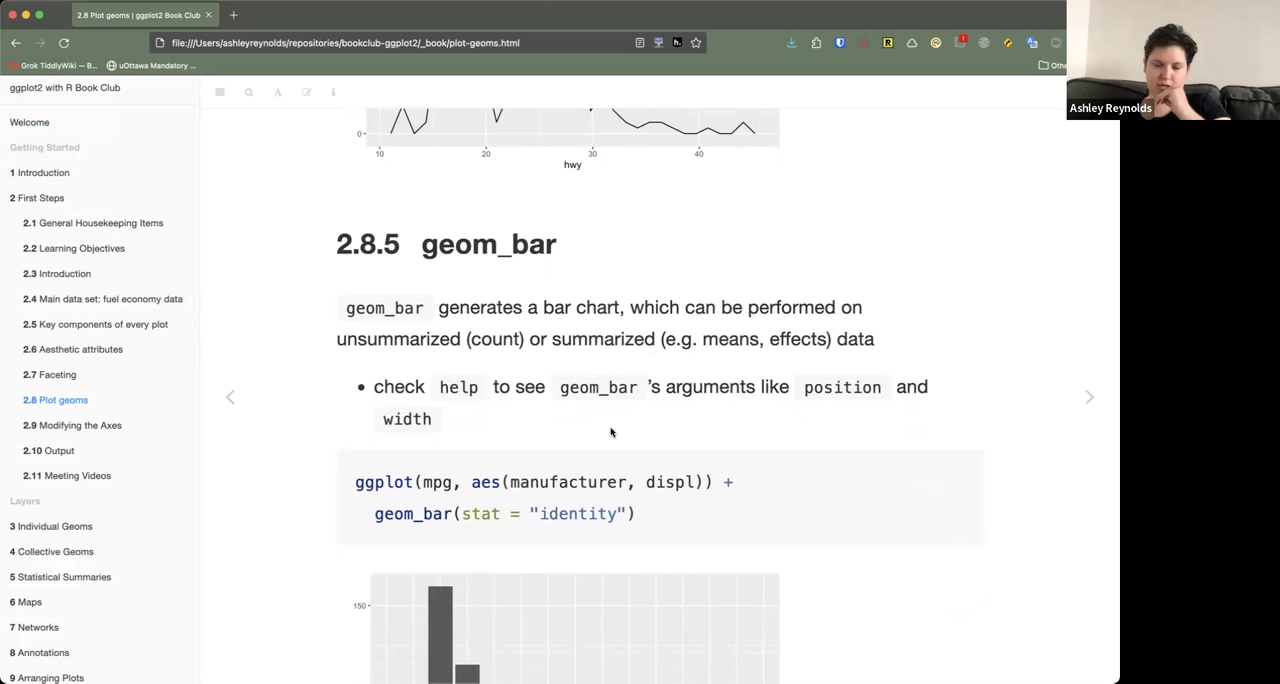 2.8 Plot geoms | ggplot2 Book Club
file:///Users/ashleyreynolds/repositories/bookclub-ggplot2/_book/plot-geoms.html
Grok TiddlyWiki — B...
uOttawa Mandatory ...
Othe
Ashley Reynolds
ggplot2 with R Book Club
Welcome
Getting Started
1 Introduction
2 First Steps
2.1 General Housekeeping Items
2.2 Learning Objectives
2.3 Introduction
2.4 Main data set: fuel economy data
2.5 Key components of every plot
2.6 Aesthetic attributes
2.7 Faceting
2.8 Plot geoms
2.9 Modifying the Axes
2.10 Output
2.11 Meeting Videos
Layers
3 Individual Geoms
4 Collective Geoms
5 Statistical Summaries
6 Maps
7 Networks
8 Annotations
9 Arranging Plots
0
10 20 30 40
hwy
2.8.5 geom_bar
geom_bar generates a bar chart, which can be performed on
unsummarized (count) or summarized (e.g. means, effects) data
• check help to see geom_bar 's arguments like position and
width
ggplot(mpg, aes(manufacturer, displ)) +
geom_bar(stat = "identity")
150